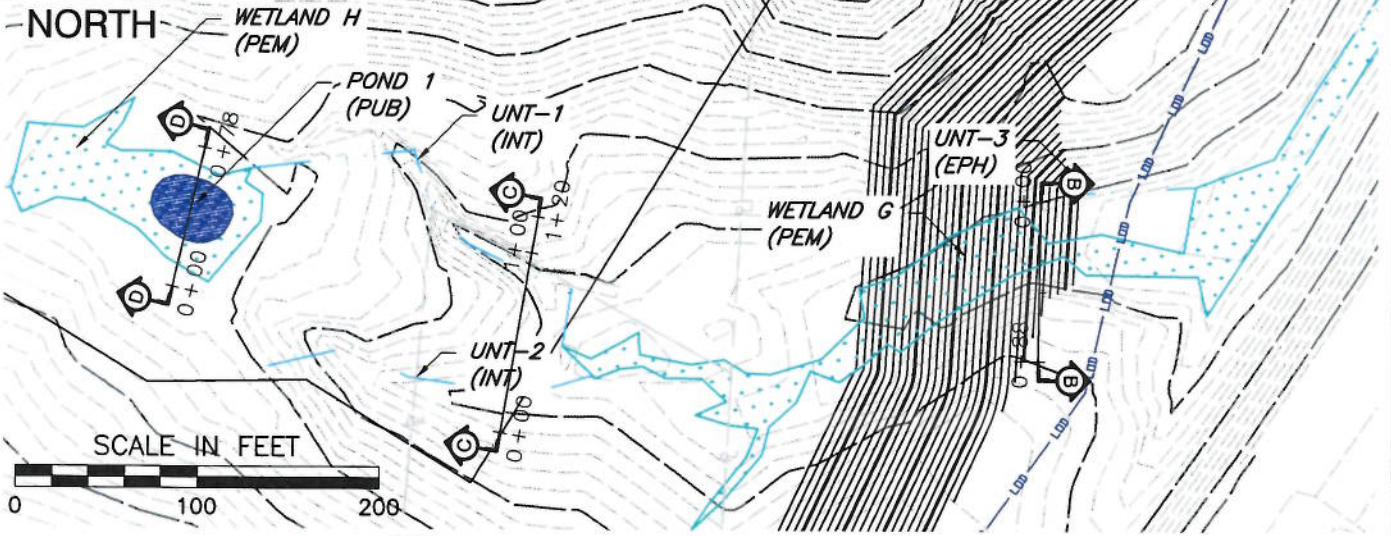 NORTH
WETLAND H
(PEM)
POND 1
(PUB)
UNT-1
(INT)
UNT-3
(EPH)
WETLAND G
(PEM)
UNT-2
(INT)
D
0+78
D
0+00
C
1+20
1+00
C
0+00
B
0+00
B
0+88
LOD
LOD
LOD
LOD
LOD
LOD
LOD
LOD
SCALE IN FEET
0
100
200